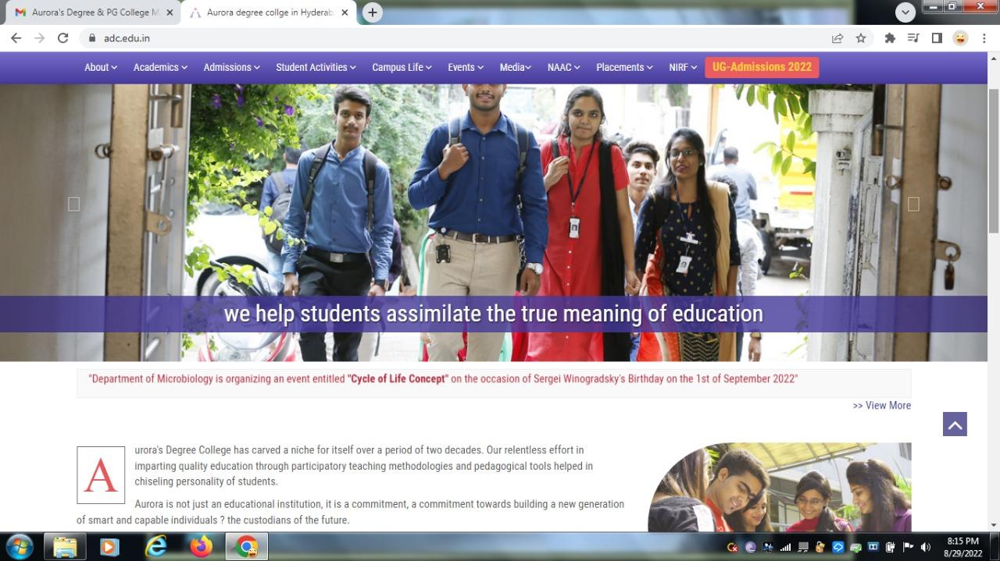 Aurora's Degree & PG College M
Aurora degree collge in Hyderab
adc.edu.in
About
Academics
Admissions
Student Activities
Campus Life
Events
Media
NAAC
Placements
NIRF
UG-Admissions 2022
we help students assimilate the true meaning of education
"Department of Microbiology is organizing an event entitled "Cycle of Life Concept" on the occasion of Sergei Winogradsky's Birthday on the 1st of September 2022"
>> View More
A
urora's Degree College has carved a niche for itself over a period of two decades. Our relentless effort in
imparting quality education through participatory teaching methodologies and pedagogical tools helped in
chiseling personality of students.
Aurora is not just an educational institution, it is a commitment, a commitment towards building a new generation
of smart and capable individuals ? the custodians of the future.
8:15 PM
8/29/2022